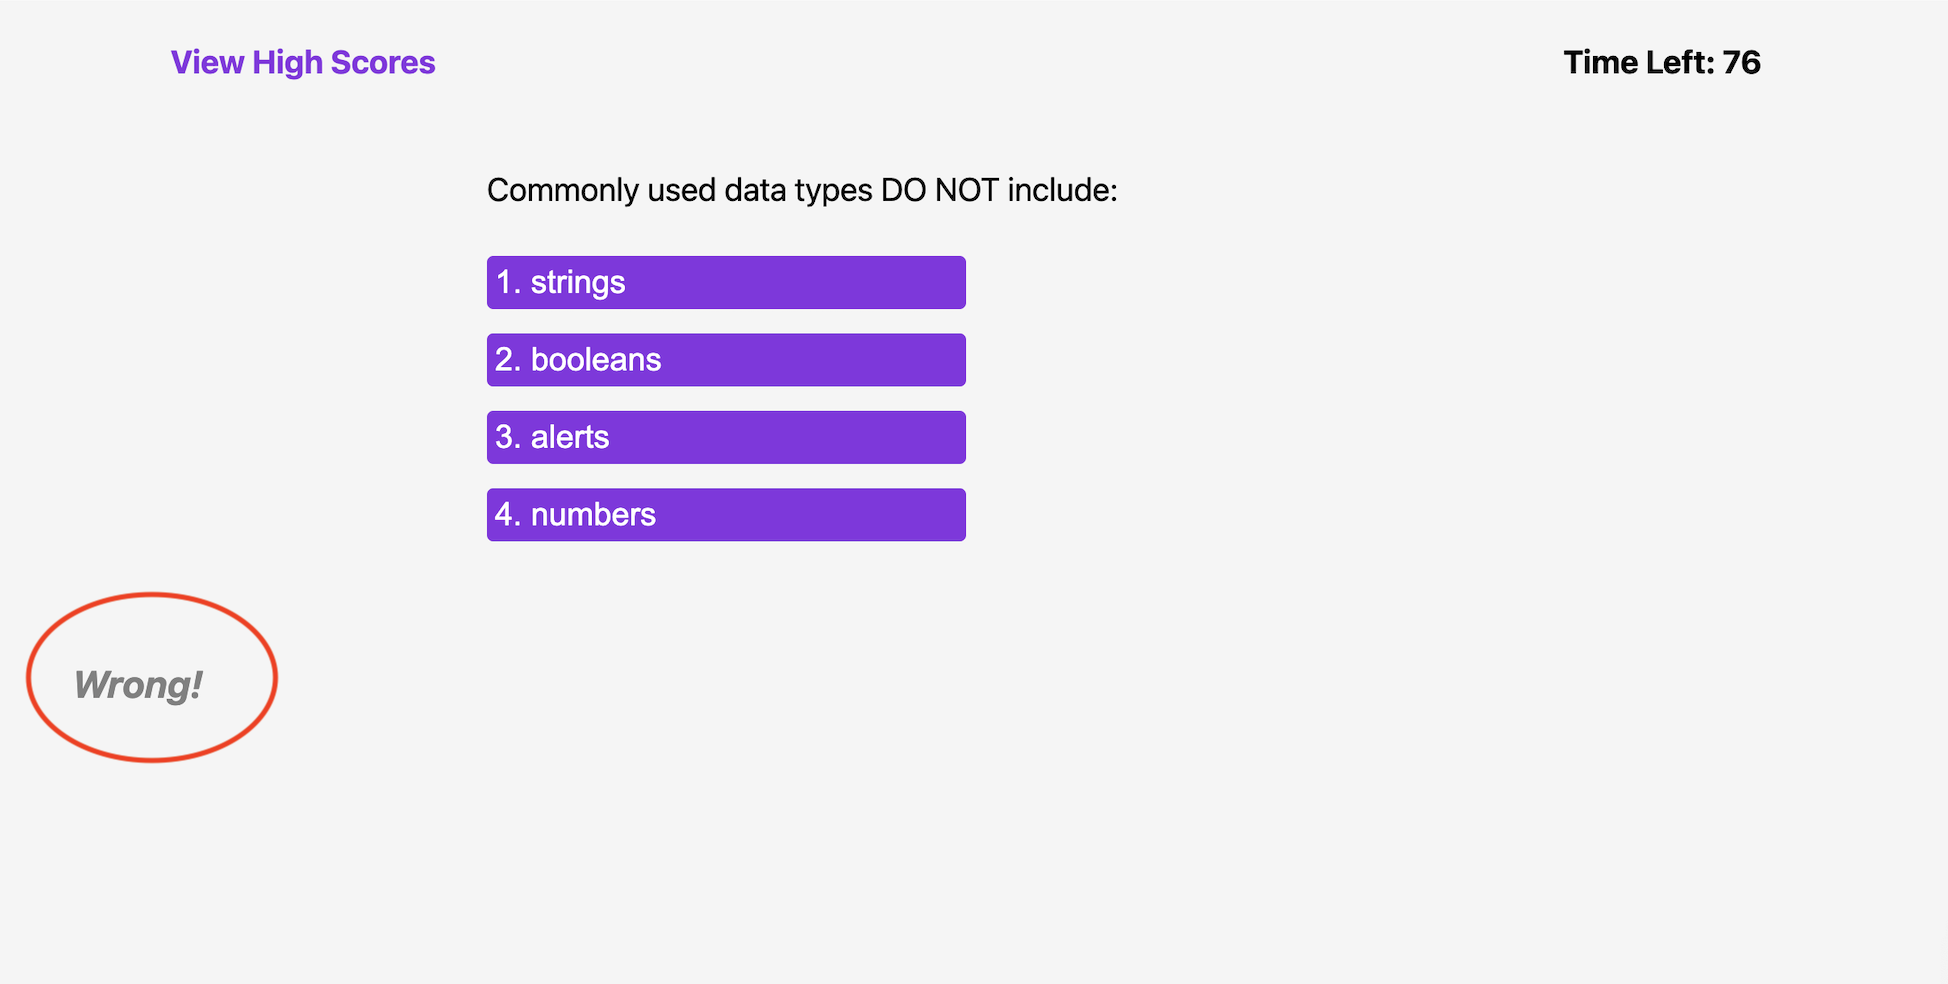 View High Scores
Time Left: 76
Commonly used data types DO NOT include:
1. strings
2. booleans
3. alerts
4. numbers
Wrong!